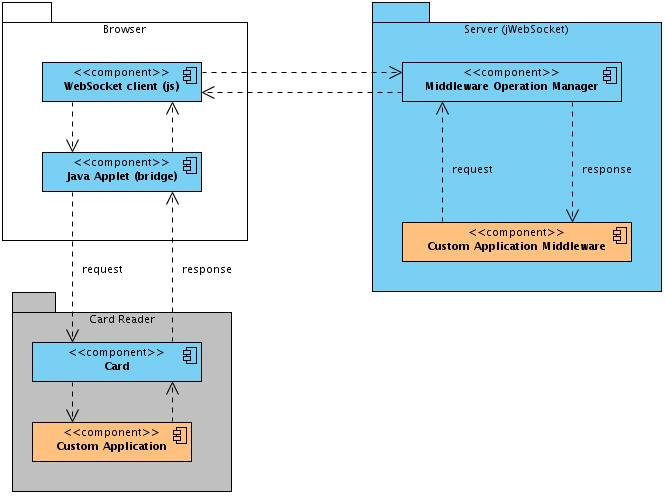 Browser
Server (jWebSocket)
<<component>>
WebSocket client (js)
<<component>>
Middleware Operation Manager
<<component>>
Java Applet (bridge)
request
response
<<component>>
Custom Application Middleware
request
response
Card Reader
<<component>>
Card
<<component>>
Custom Application